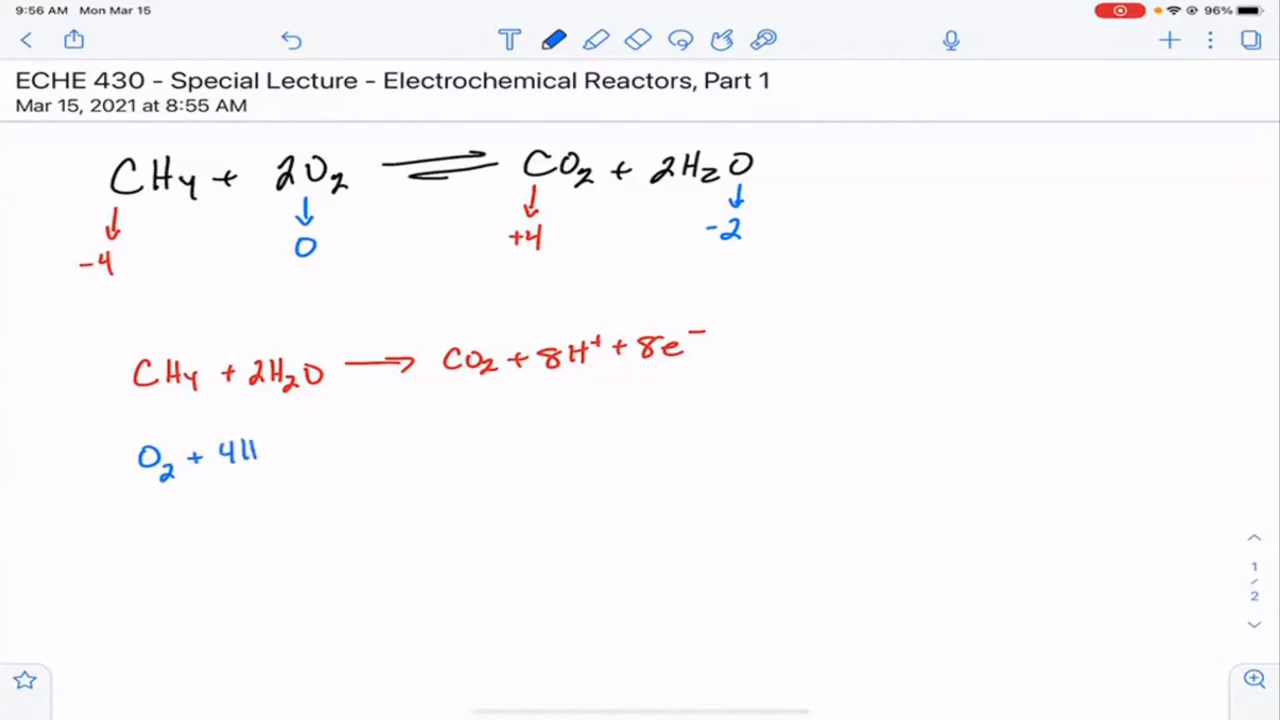 9:56 AM Mon Mar 15
96%
ECHE 430 - Special Lecture - Electrochemical Reactors, Part 1
Mar 15, 2021 at 8:55 AM
CH₄ + 2O₂ ⇌ CO₂ + 2H₂O
-4 0 +4 -2
CH₄ + 2H₂O → CO₂ + 8H⁺ + 8e⁻
O₂ + 4
1
/
2